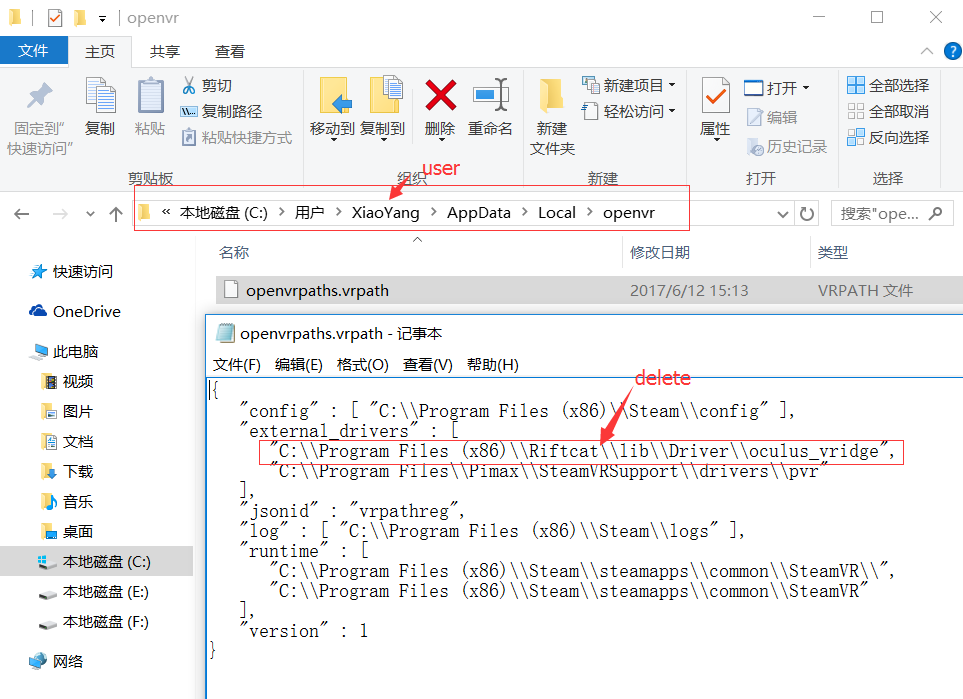 openvr
文件 主页 共享 查看
固定到"快速访问"
复制
粘贴
剪切
复制路径
粘贴快捷方式
剪贴板
移动到 复制到 删除 重命名
组织
新建
文件夹
新建项目
轻松访问
新建
属性
打开
编辑
历史记录
打开
全部选择
全部取消
反向选择
选择
user
« 本地磁盘 (C:) > 用户 > XiaoYang > AppData > Local > openvr
搜索"ope...
名称 修改日期 类型
openvrpaths.vrpath 2017/6/12 15:13 VRPATH 文件
快速访问
OneDrive
此电脑
视频
图片
文档
下载
音乐
桌面
本地磁盘 (C:)
本地磁盘 (E:)
本地磁盘 (F:)
网络
openvrpaths.vrpath - 记事本
文件(F) 编辑(E) 格式(O) 查看(V) 帮助(H)
delete
{
"config" : [ "C:\\Program Files (x86)\\Steam\\config" ],
"external_drivers" : [
"C:\\Program Files (x86)\\Riftcat\\lib\\Driver\\oculus_vridge",
"C:\\Program Files\\Pimax\\SteamVRSupport\\drivers\\pvr"
],
"jsonid" : "vrpathreg",
"log" : [ "C:\\Program Files (x86)\\Steam\\logs" ],
"runtime" : [
"C:\\Program Files (x86)\\Steam\\steamapps\\common\\SteamVR\\",
"C:\\Program Files (x86)\\Steam\\steamapps\\common\\SteamVR"
],
"version" : 1
}